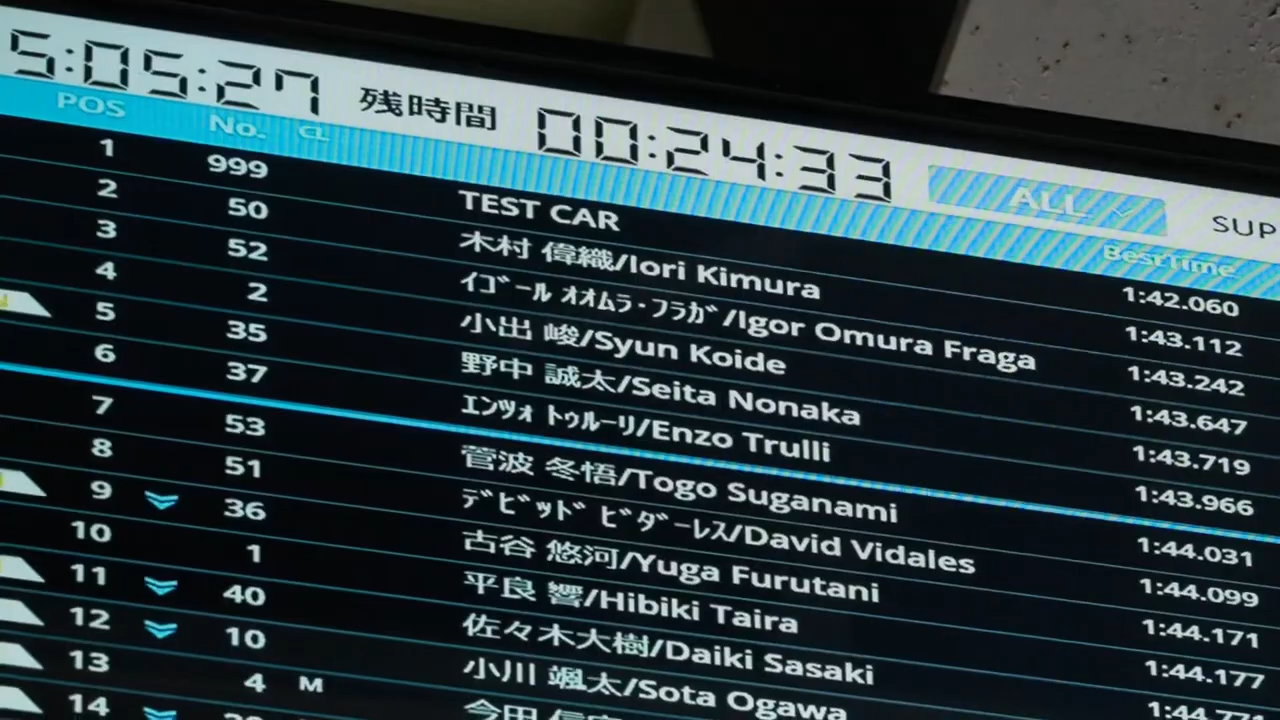 5:05:27 残時間 00:24:33 ALL SUP
POS No. CL BestTime
1 999 TEST CAR 1:42.060
2 50 木村 偉織/Iori Kimura 1:43.112
3 52 ｲｺﾞｰﾙ ｵｵﾑﾗ･ﾌﾗｶﾞ/Igor Omura Fraga 1:43.242
4 2 小出 峻/Syun Koide 1:43.647
5 35 野中 誠太/Seita Nonaka 1:43.719
6 37 ｴﾝﾂｫ ﾄｩﾙｰﾘ/Enzo Trulli 1:43.966
7 53 菅波 冬悟/Togo Suganami 1:44.031
8 51 ﾃﾞﾋﾞｯﾄﾞ ﾋﾞﾀﾞｰﾚｽ/David Vidales 1:44.099
9 36 古谷 悠河/Yuga Furutani 1:44.171
10 1 平良 響/Hibiki Taira 1:44.177
11 40 佐々木大樹/Daiki Sasaki
12 10 小川 颯太/Sota Ogawa
13 4 M 今田
14